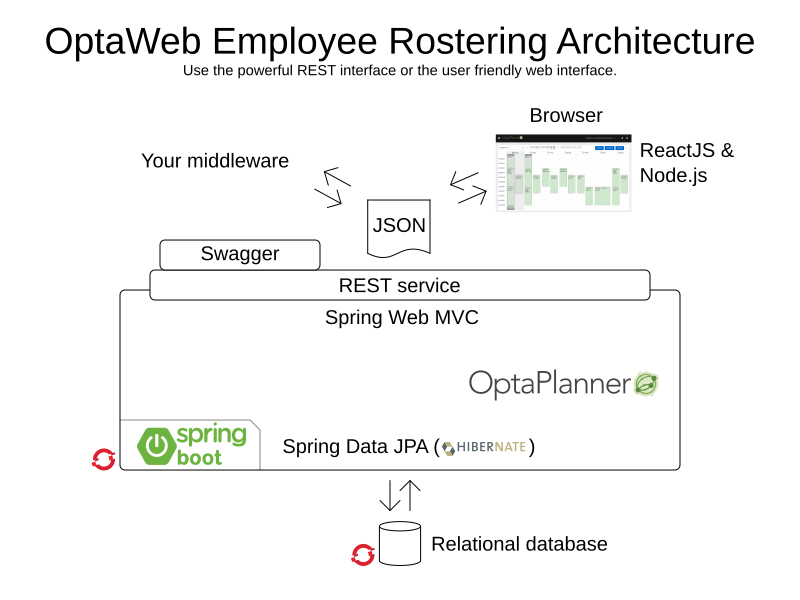 OptaWeb Employee Rostering Architecture
Use the powerful REST interface or the user friendly web interface.
Browser
Your middleware
ReactJS &
Node.js
JSON
Swagger
REST service
Spring Web MVC
OptaPlanner
spring
boot
Spring Data JPA (HIBERNATE)
Relational database